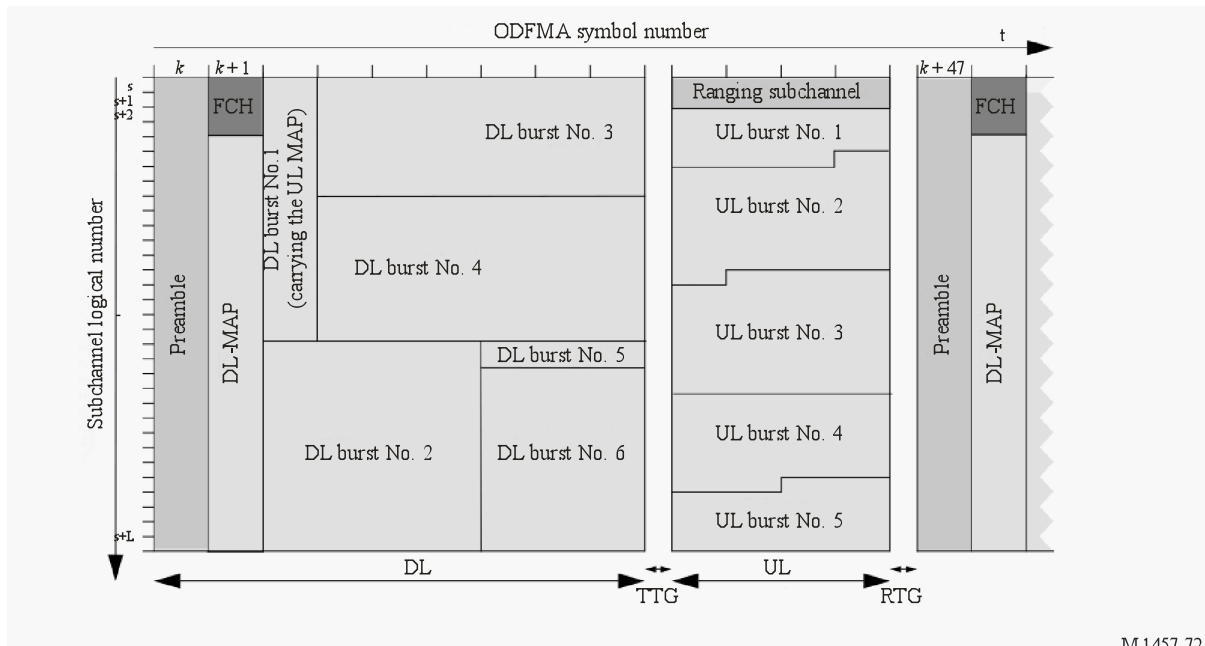 ODFMA symbol number
t
k
k + 1
k + 47
s
s+1
s+2
s+L
Subchannel logical number
Preamble
FCH
DL-MAP
DL burst No.1
(carrying the UL MAP)
DL burst No. 3
DL burst No. 4
DL burst No. 5
DL burst No. 2
DL burst No. 6
Ranging subchannel
UL burst No. 1
UL burst No. 2
UL burst No. 3
UL burst No. 4
UL burst No. 5
Preamble
FCH
DL-MAP
DL
TTG
UL
RTG
M.1457-72